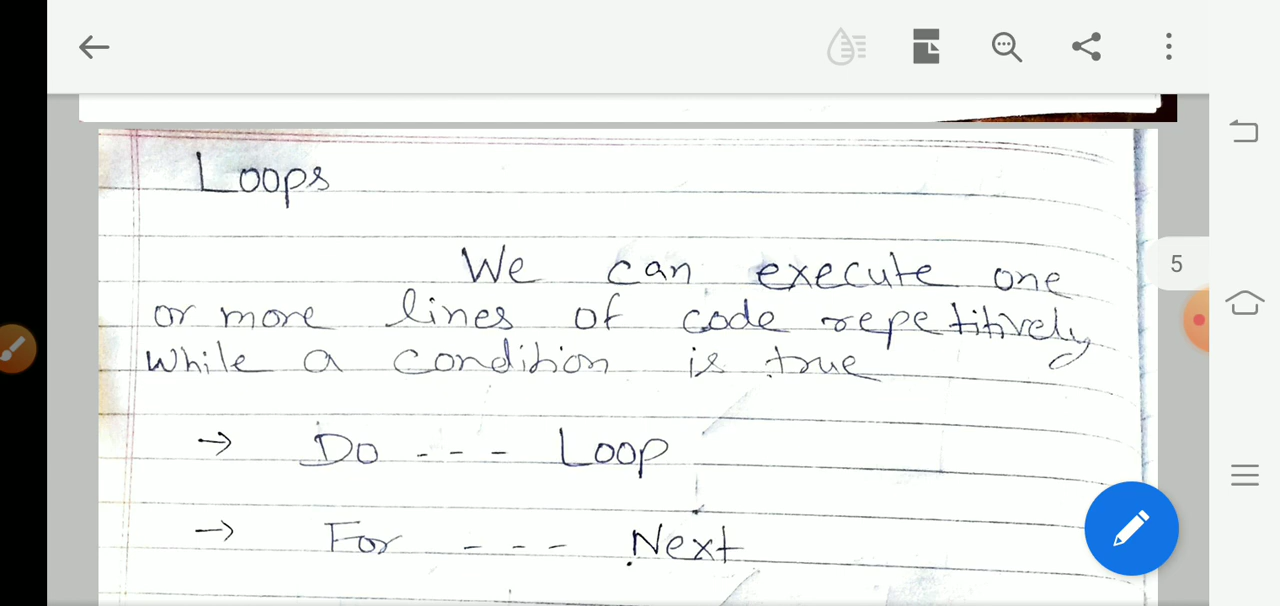 5
Loops
We can execute one
or more lines of code repetitively
while a condition is true
→ Do --- Loop
→ For --- Next